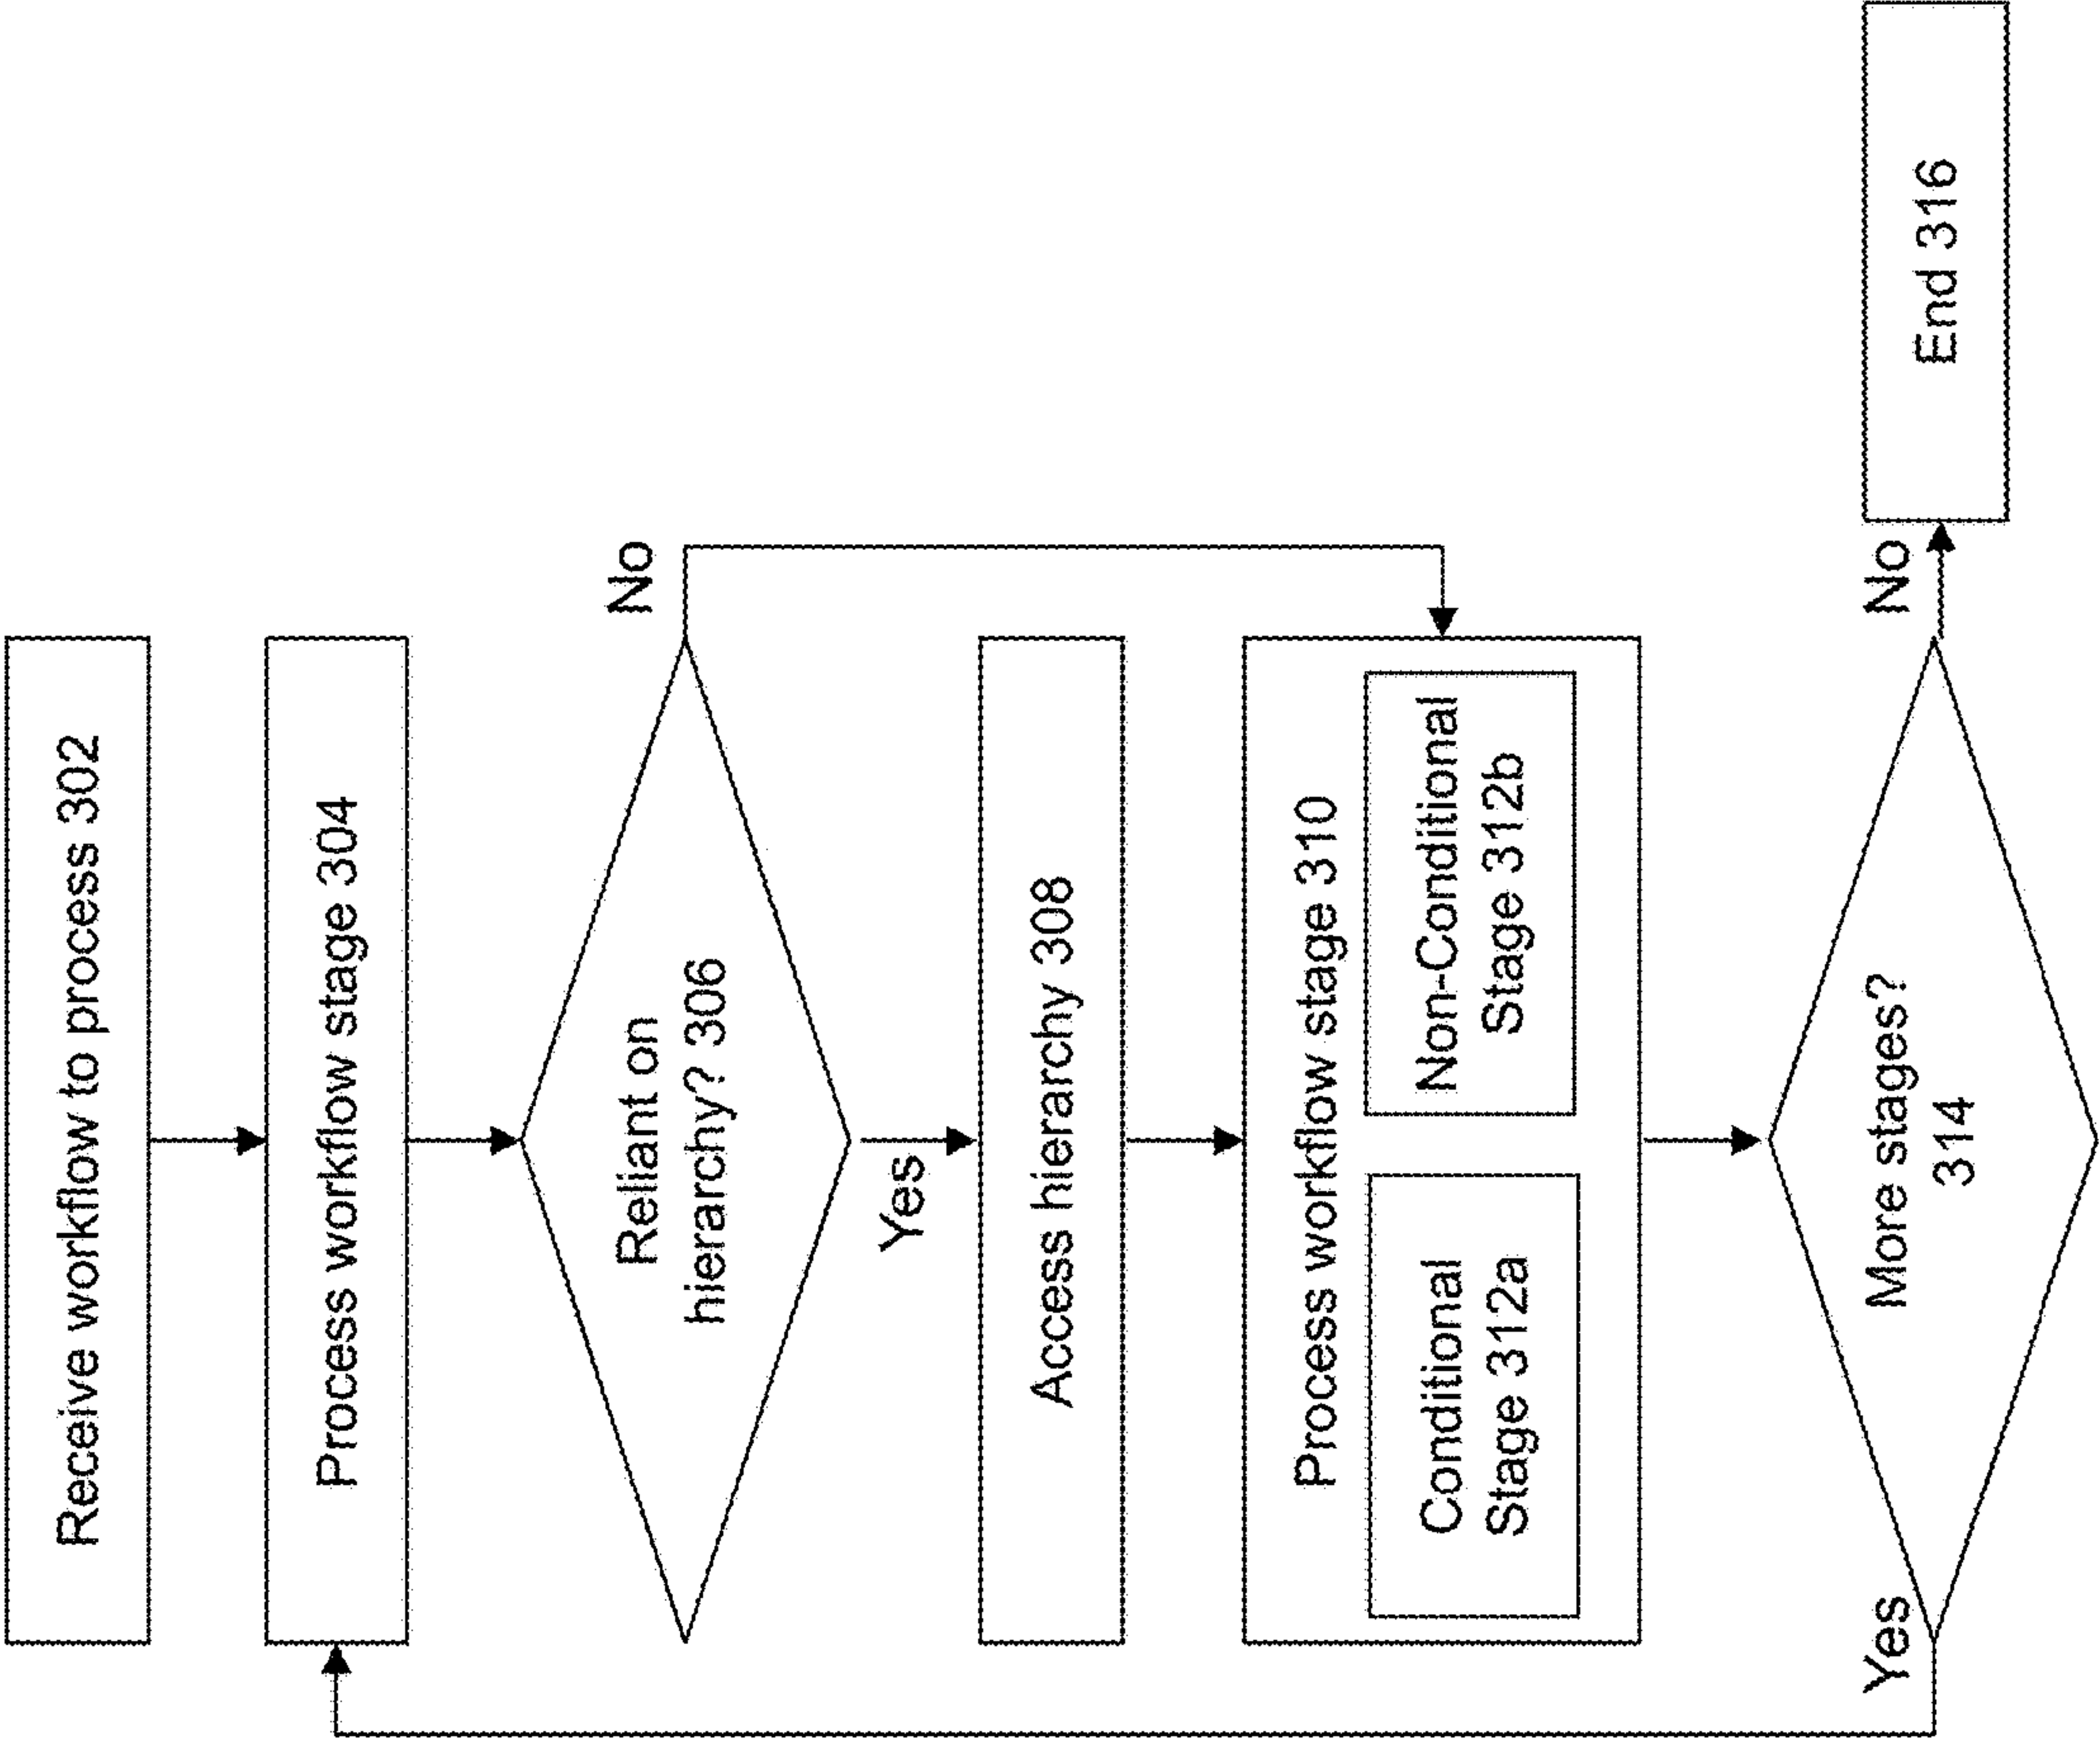 Receive workflow to process 302
Process workflow stage 304
Reliant on
hierarchy? 306
No
Yes
Access hierarchy 308
Process workflow stage 310
Conditional
Stage 312a
Non-Conditional
Stage 312b
More stages?
314
Yes
No
End 316